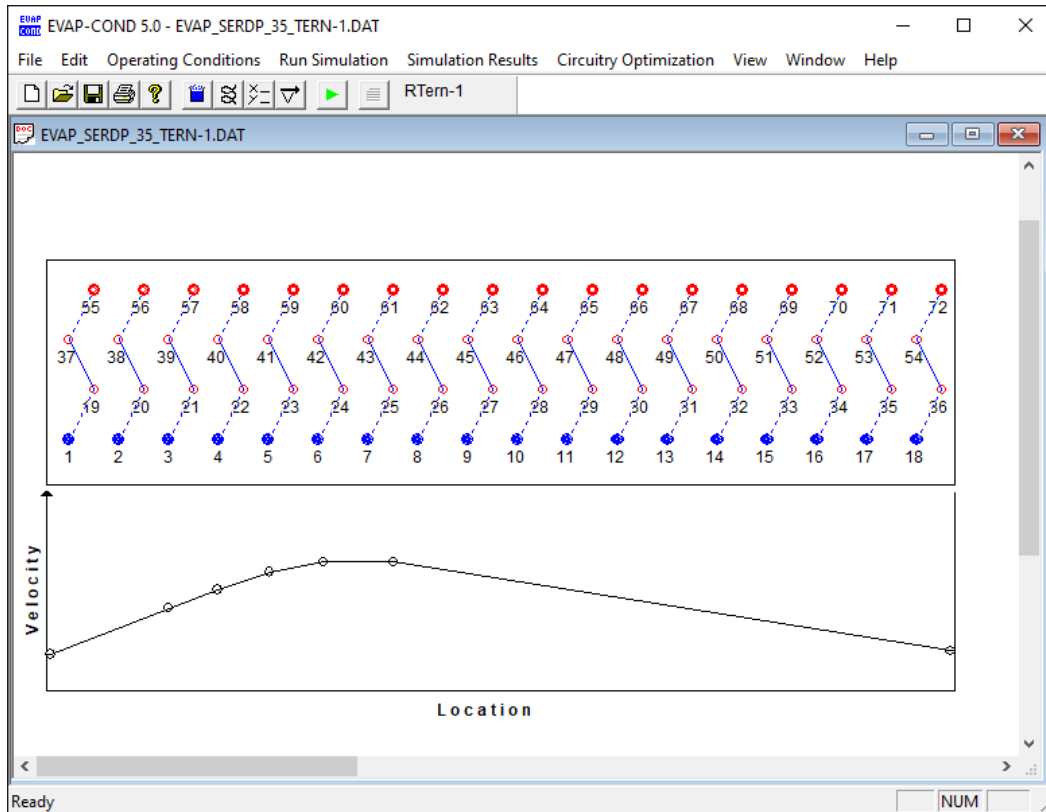 EVAP COND EVAP-COND 5.0 - EVAP_SERDP_35_TERN-1.DAT
File Edit Operating Conditions Run Simulation Simulation Results Circuitry Optimization View Window Help
RTern-1
DOC EVAP_SERDP_35_TERN-1.DAT
55 56 57 58 59 60 61 62 63 64 65 66 67 68 69 70 71 72
37 38 39 40 41 42 43 44 45 46 47 48 49 50 51 52 53 54
19 20 21 22 23 24 25 26 27 28 29 30 31 32 33 34 35 36
1 2 3 4 5 6 7 8 9 10 11 12 13 14 15 16 17 18
Velocity
Location
Ready NUM